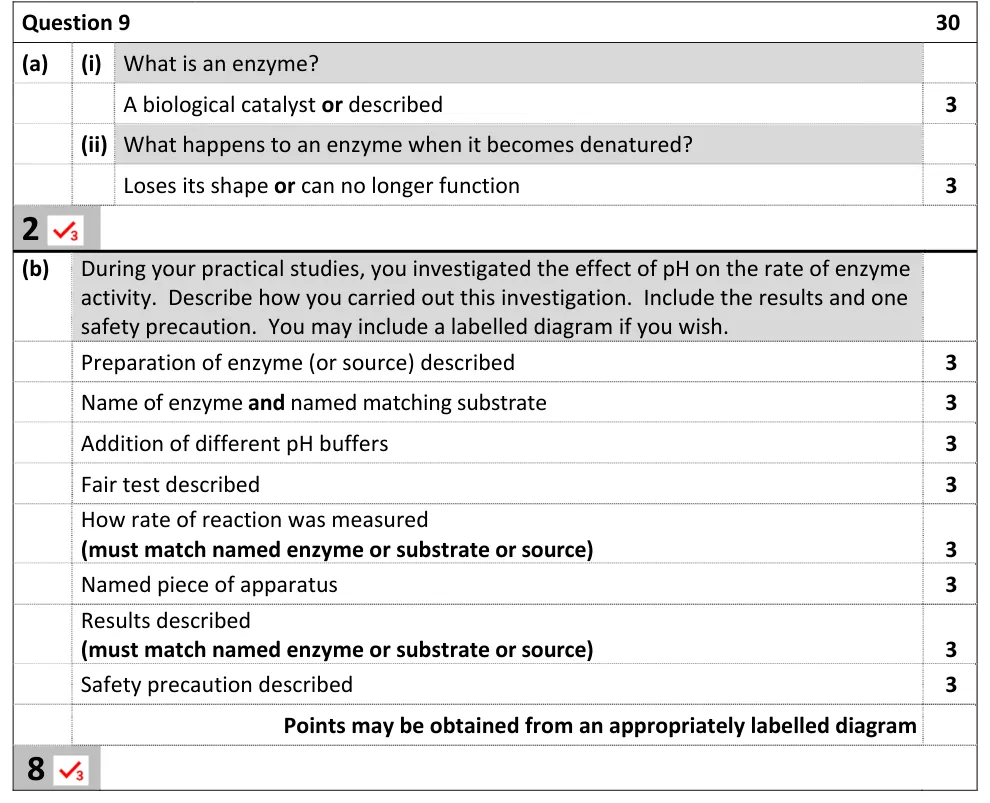 Question 9 30
(a) (i) What is an enzyme?
A biological catalyst or described 3
(ii) What happens to an enzyme when it becomes denatured?
Loses its shape or can no longer function 3
2 ✓3
(b) During your practical studies, you investigated the effect of pH on the rate of enzyme
activity. Describe how you carried out this investigation. Include the results and one
safety precaution. You may include a labelled diagram if you wish.
Preparation of enzyme (or source) described 3
Name of enzyme and named matching substrate 3
Addition of different pH buffers 3
Fair test described 3
How rate of reaction was measured
(must match named enzyme or substrate or source) 3
Named piece of apparatus 3
Results described
(must match named enzyme or substrate or source) 3
Safety precaution described 3
Points may be obtained from an appropriately labelled diagram
8 ✓3